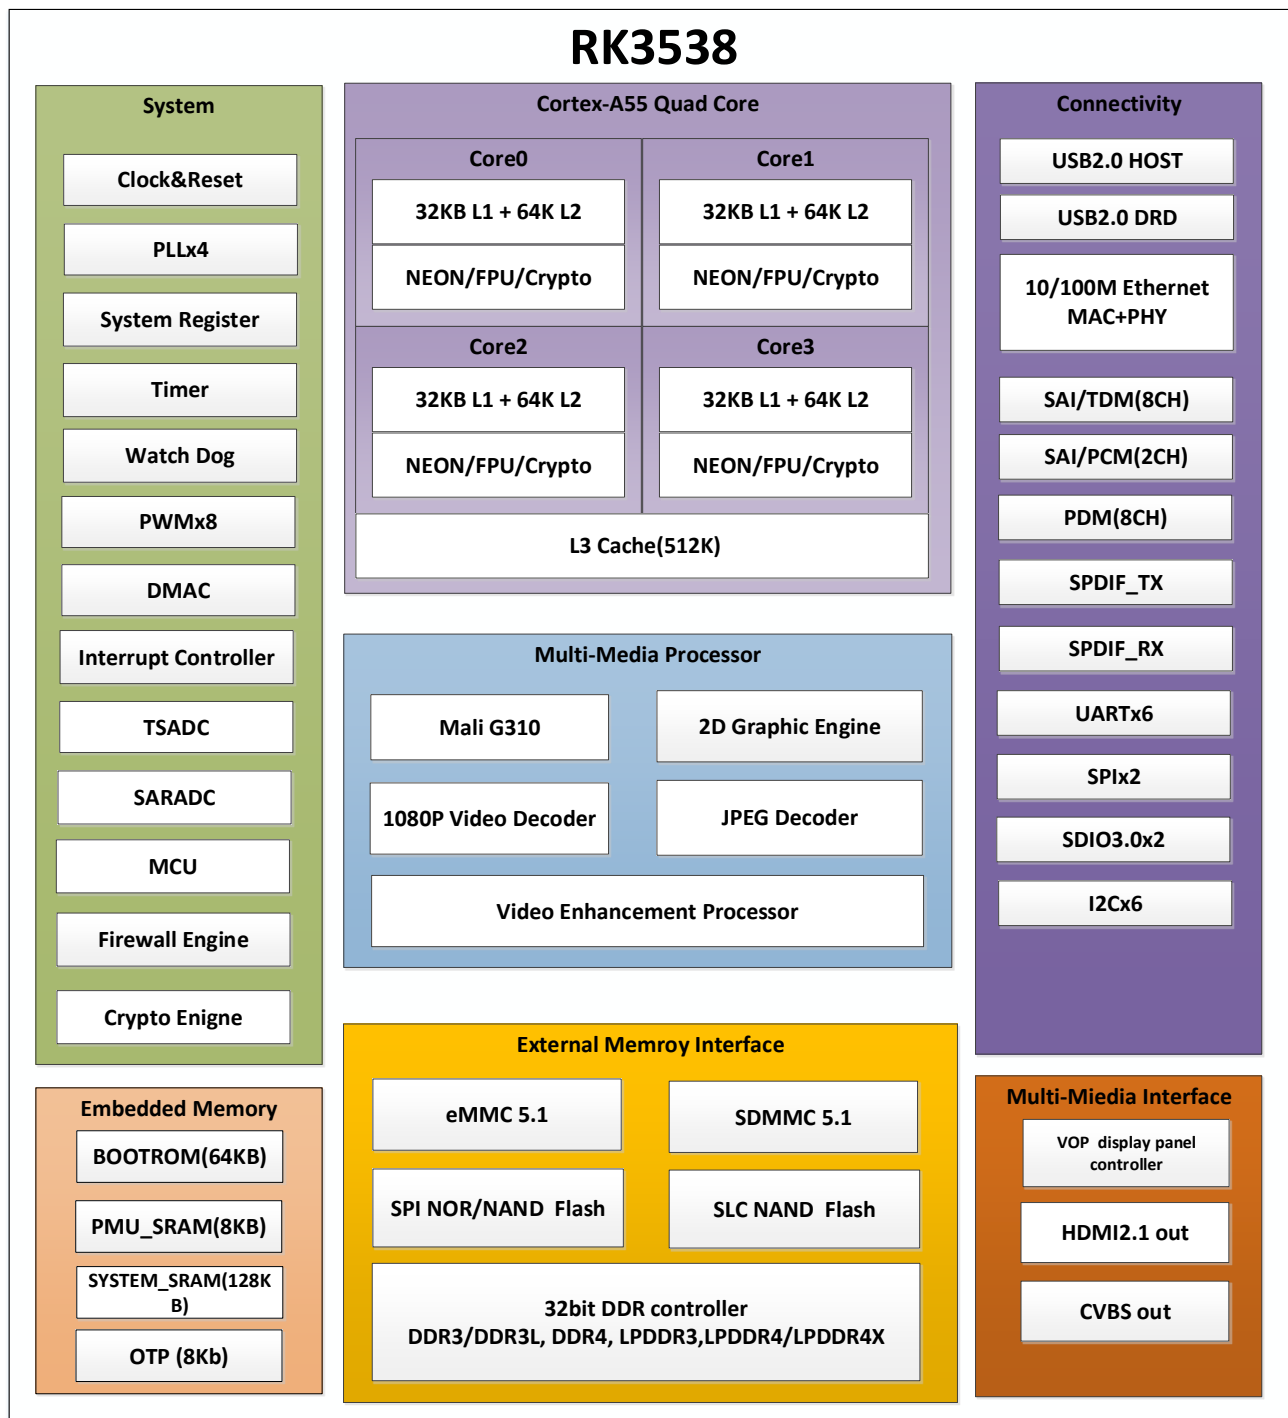 RK3538
System
Clock&Reset
PLLx4
System Register
Timer
Watch Dog
PWMx8
DMAC
Interrupt Controller
TSADC
SARADC
MCU
Firewall Engine
Crypto Enigne
Embedded Memory
BOOTROM(64KB)
PMU_SRAM(8KB)
SYSTEM_SRAM(128K
B)
OTP (8Kb)
Cortex-A55 Quad Core
Core0
32KB L1 + 64K L2
NEON/FPU/Crypto
Core1
32KB L1 + 64K L2
NEON/FPU/Crypto
Core2
32KB L1 + 64K L2
NEON/FPU/Crypto
Core3
32KB L1 + 64K L2
NEON/FPU/Crypto
L3 Cache(512K)
Multi-Media Processor
Mali G310
2D Graphic Engine
1080P Video Decoder
JPEG Decoder
Video Enhancement Processor
External Memroy Interface
eMMC 5.1
SDMMC 5.1
SPI NOR/NAND Flash
SLC NAND Flash
32bit DDR controller
DDR3/DDR3L, DDR4, LPDDR3,LPDDR4/LPDDR4X
Connectivity
USB2.0 HOST
USB2.0 DRD
10/100M Ethernet
MAC+PHY
SAI/TDM(8CH)
SAI/PCM(2CH)
PDM(8CH)
SPDIF_TX
SPDIF_RX
UARTx6
SPIx2
SDIO3.0x2
I2Cx6
Multi-Miedia Interface
VOP display panel
controller
HDMI2.1 out
CVBS out